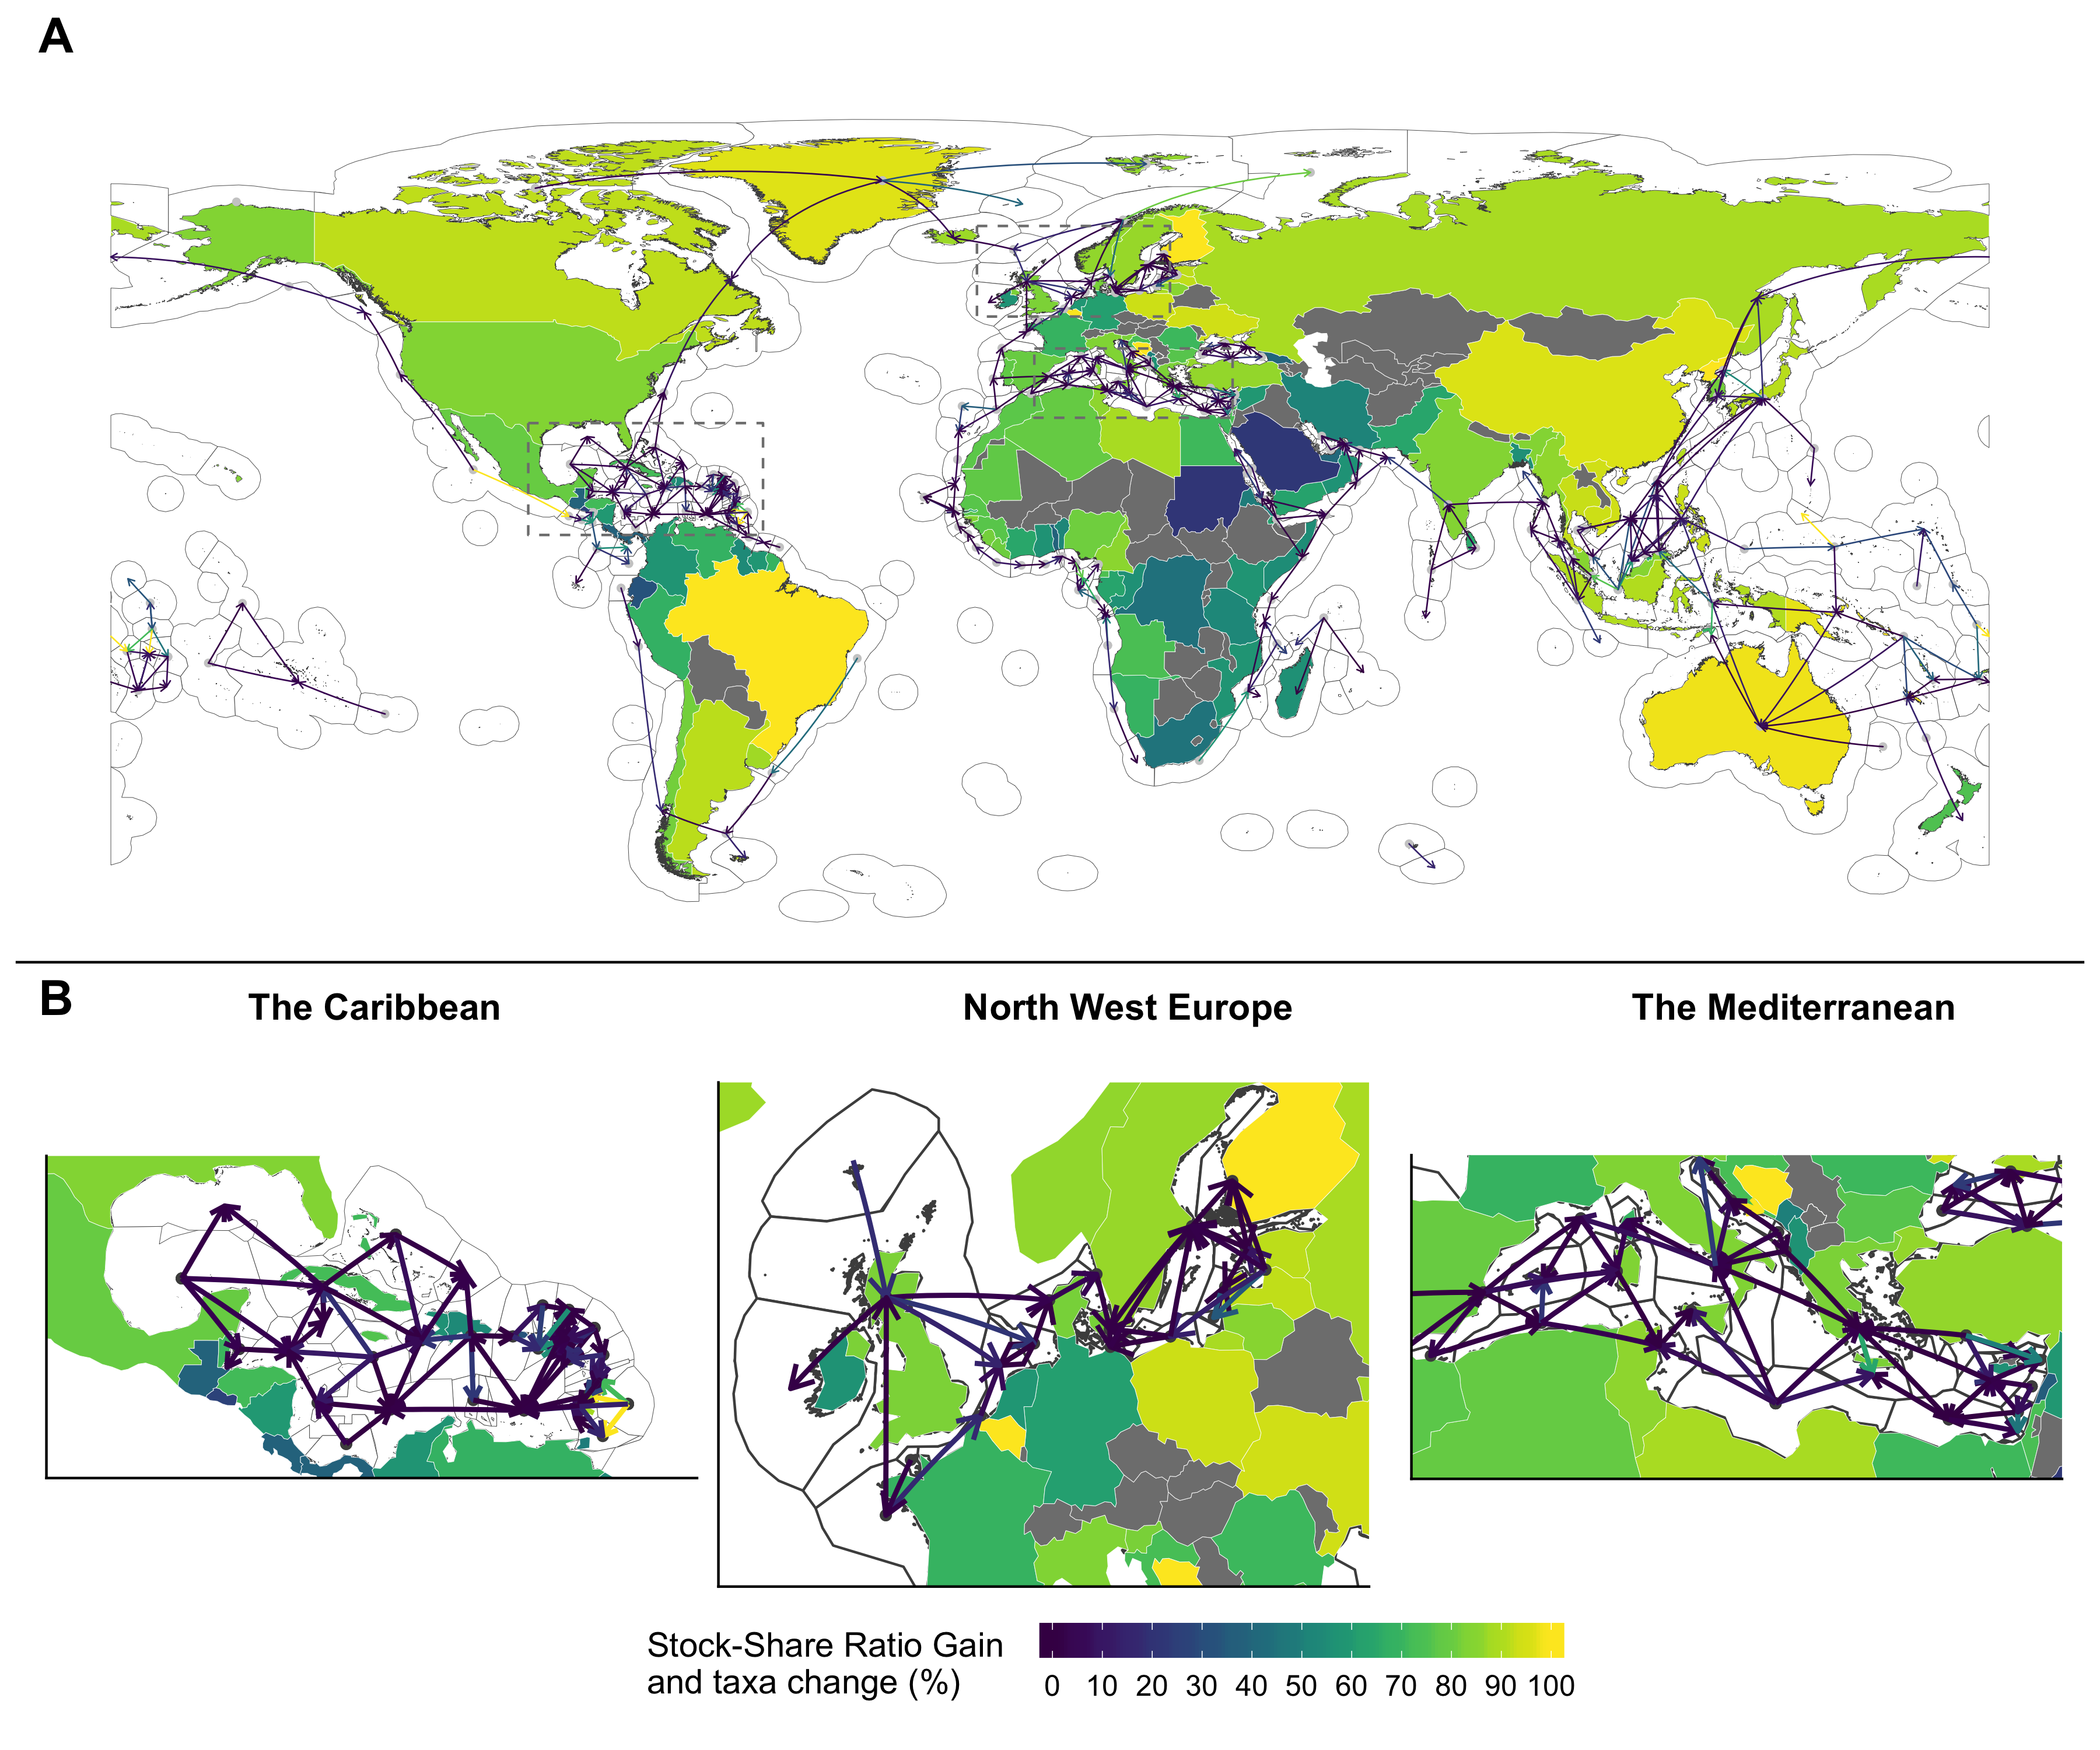 A
B
The Caribbean
North West Europe
The Mediterranean
Stock-Share Ratio Gain
and taxa change (%)
0 10 20 30 40 50 60 70 80 90 100